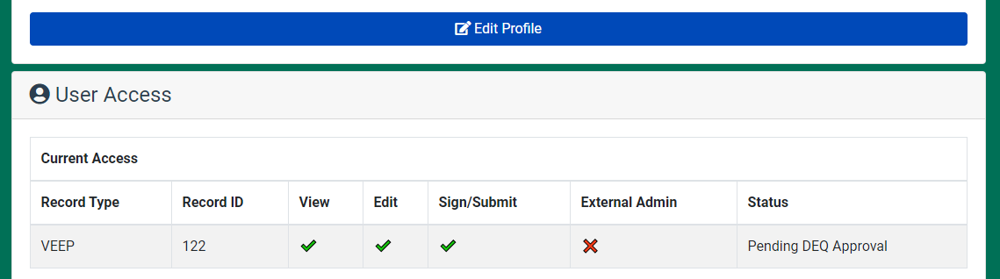 Edit Profile
User Access
Current Access
Record Type Record ID View Edit Sign/Submit External Admin Status
VEEP 122 Pending DEQ Approval